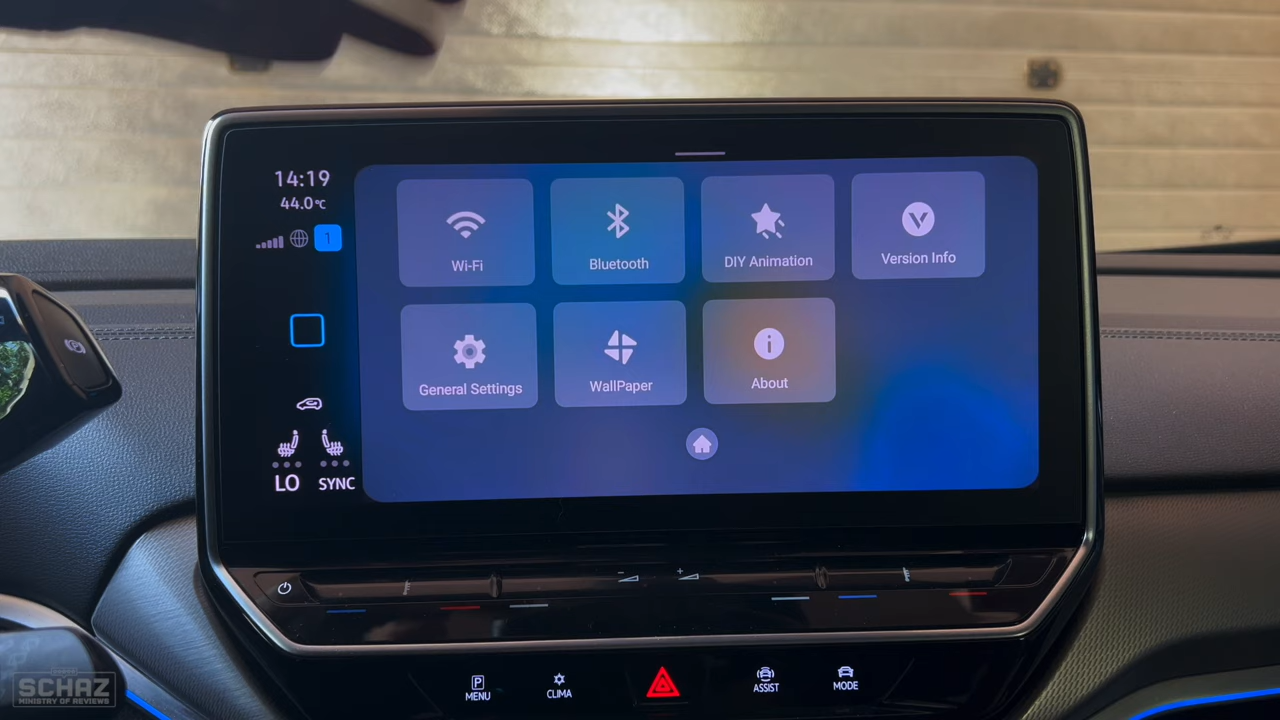 14:19
44.0°C
1
Wi-Fi
Bluetooth
DIY Animation
Version Info
General Settings
WallPaper
About
LO
SYNC
P
MENU
CLIMA
ASSIST
MODE
SCHAZ
MINISTRY OF REVIEWS